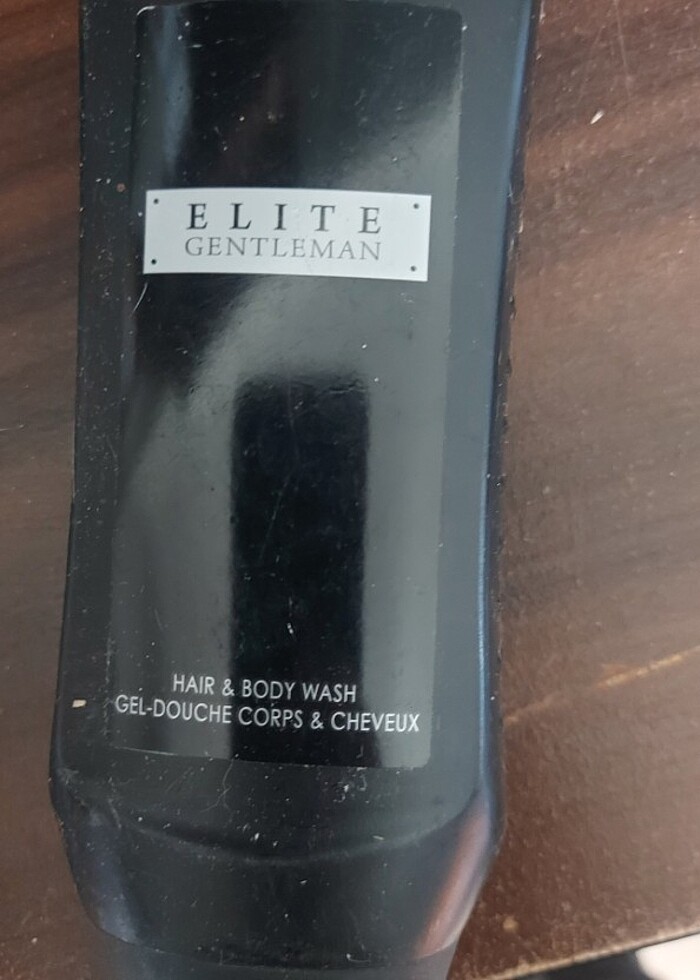 ELITE
GENTLEMAN
HAIR & BODY WASH
GEL-DOUCHE CORPS & CHEVEUX